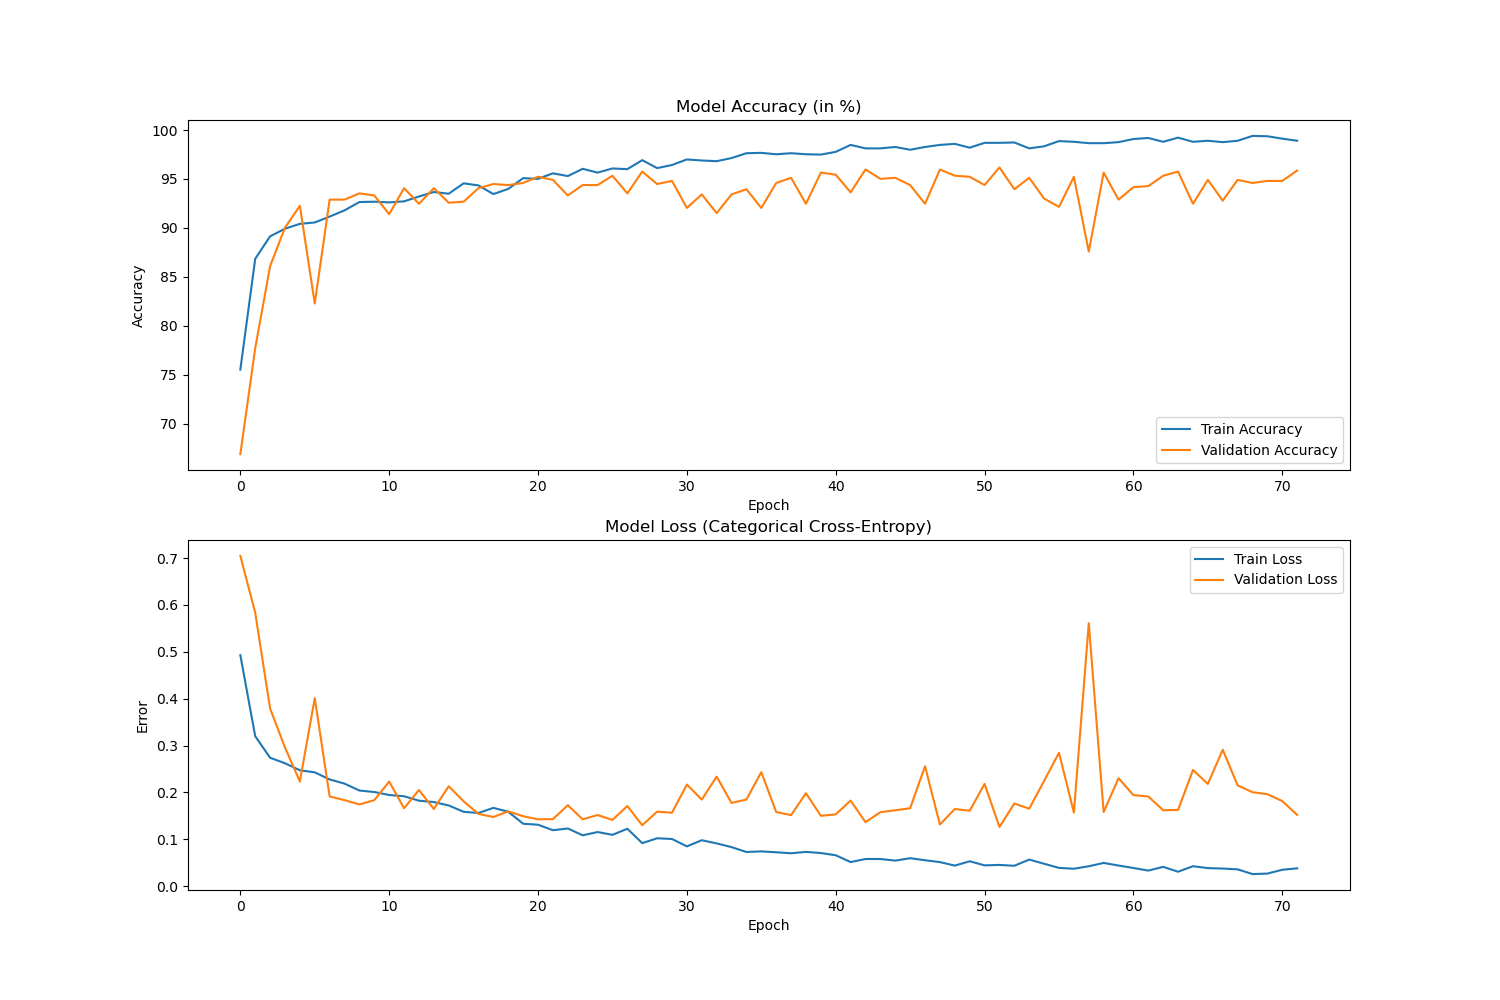 Model Accuracy (in %)
100
95
90
85
80
75
70
Accuracy
Train Accuracy
Validation Accuracy
0 10 20 30 40 50 60 70
Epoch
Model Loss (Categorical Cross-Entropy)
0.7
0.6
0.5
0.4
0.3
0.2
0.1
0.0
Error
Train Loss
Validation Loss
0 10 20 30 40 50 60 70
Epoch